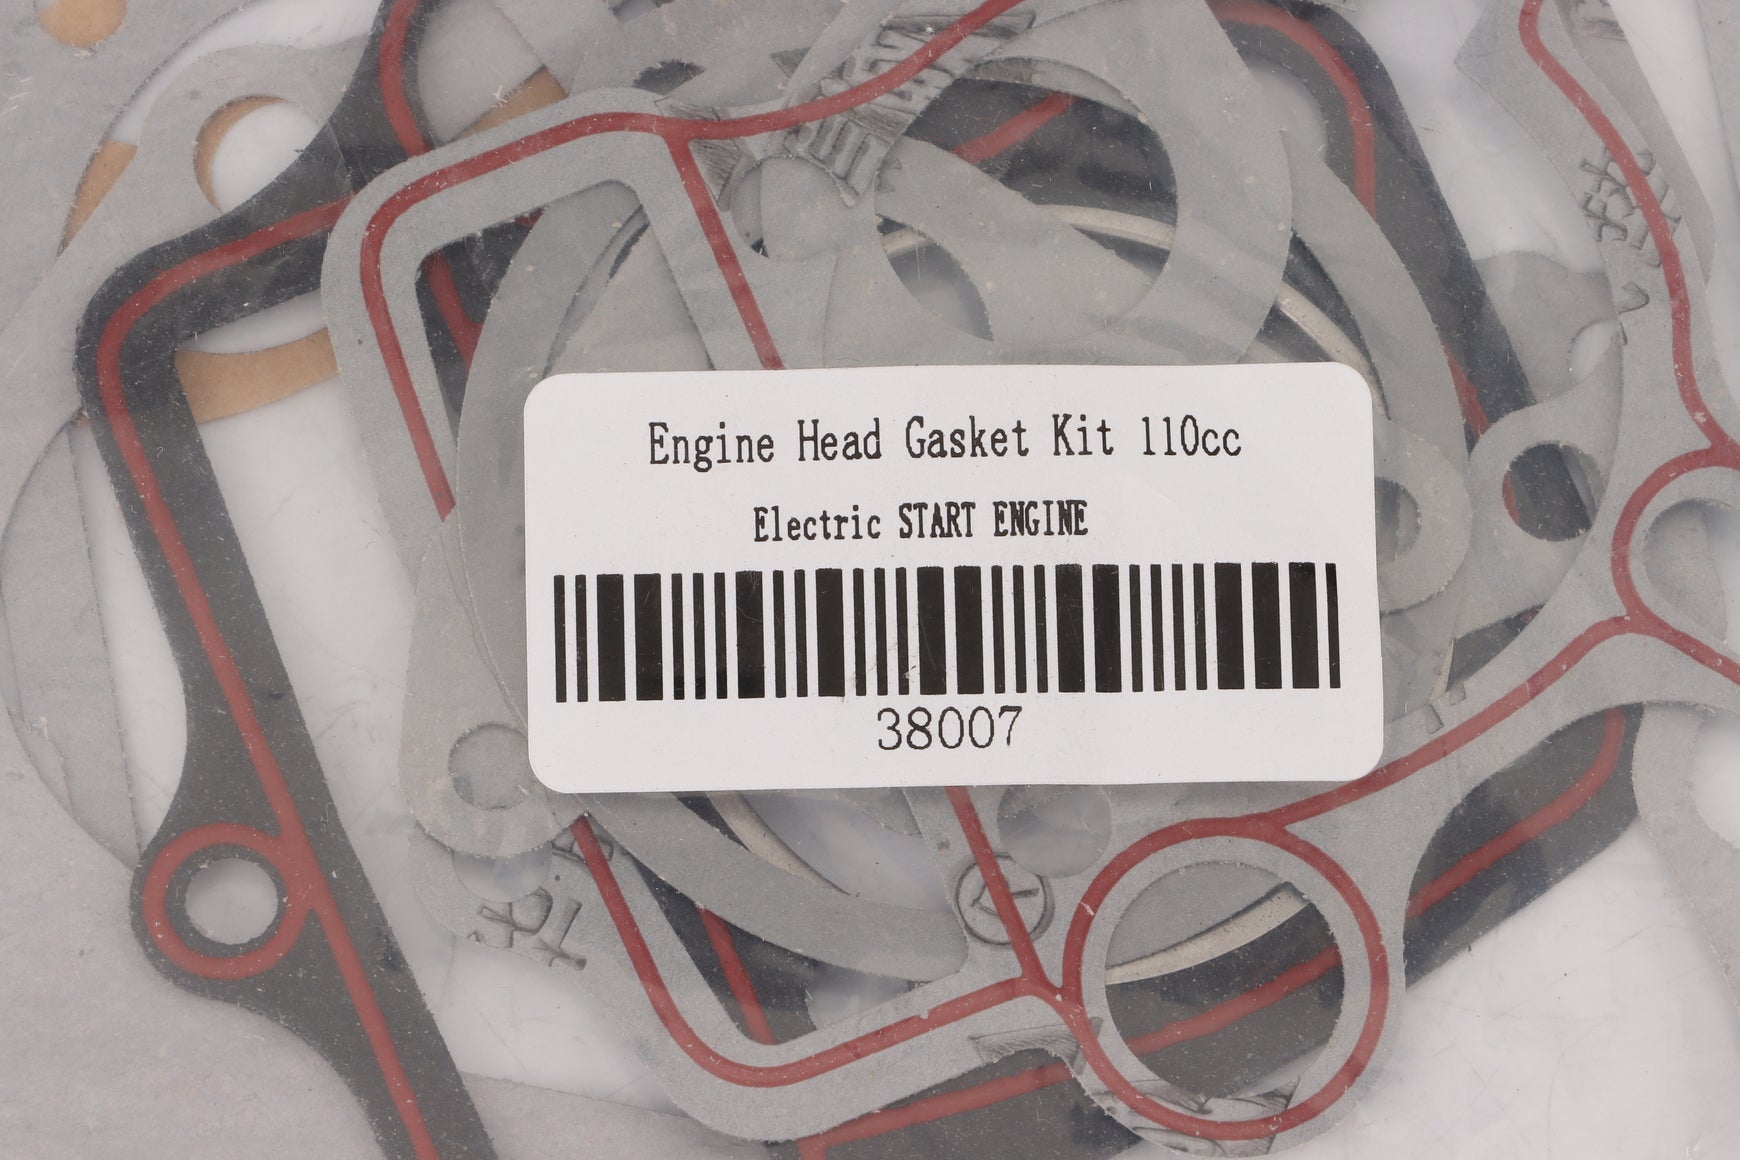 Engine Head Gasket Kit 110cc
Electric START ENGINE
38007